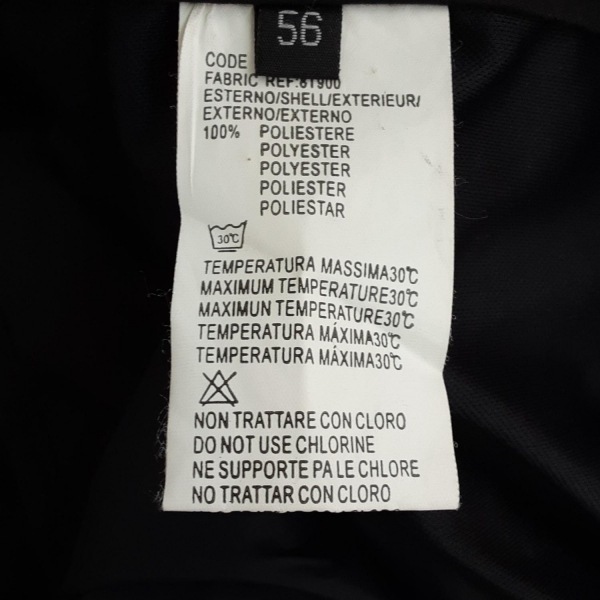 56
CODE
FABRIC REF:61900
ESTERNO/SHELL/EXTERIEUR/
EXTERNO/EXTERNO
100% POLIESTERE
POLYESTER
POLYESTER
POLIESTER
POLIESTAR
30℃
TEMPERATURA MASSIMA30℃
MAXIMUM TEMPERATURE30℃
MAXIMUN TEMPERATURE30℃
TEMPERATURA MÁXIMA30℃
TEMPERATURA MÁXIMA30℃
NON TRATTARE CON CLORO
DO NOT USE CHLORINE
NE SUPPORTE PA LE CHLORE
NO TRATTAR CON CLORO